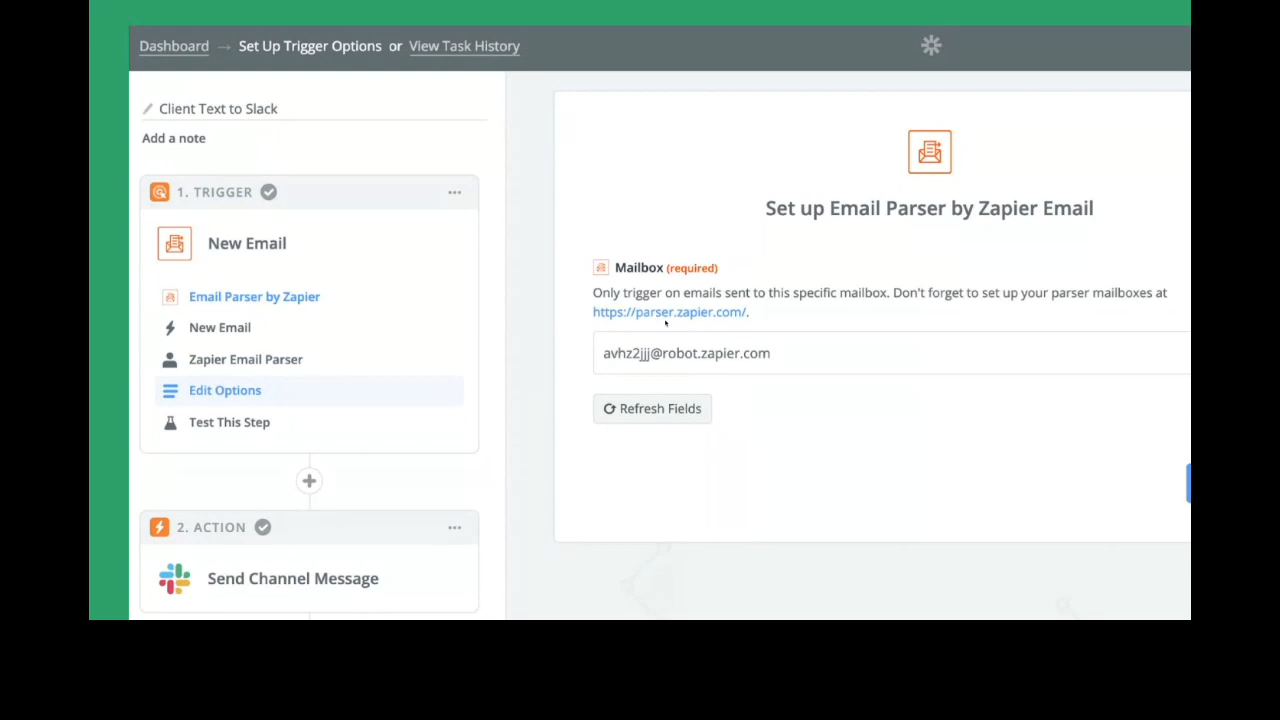 Dashboard → Set Up Trigger Options or View Task History
Client Text to Slack
Add a note
1. TRIGGER
New Email
Email Parser by Zapier
New Email
Zapier Email Parser
Edit Options
Test This Step
2. ACTION
Send Channel Message
Set up Email Parser by Zapier Email
Mailbox (required)
Only trigger on emails sent to this specific mailbox. Don't forget to set up your parser mailboxes at
https://parser.zapier.com/.
avhz2jjj@robot.zapier.com
Refresh Fields